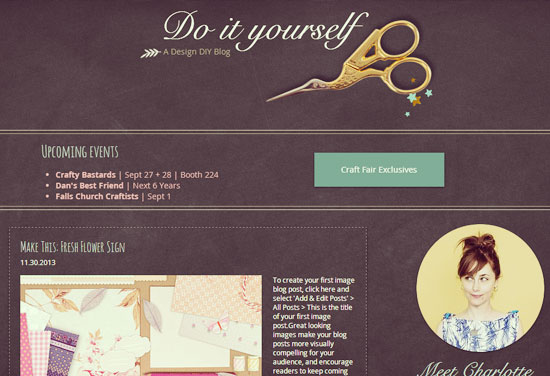 Do it yourself
A Design DIY Blog
Upcoming events
Crafty Bastards | Sept 27 + 28 | Booth 224
Dan's Best Friend | Next 6 Years
Falls Church Craftists | Sept 1
Craft Fair Exclusives
Make This: Fresh Flower Sign
11.30.2013
To create your first image
blog post, click here and
select 'Add & Edit Posts' >
All Posts > This is the title
of your first image
post.Great looking
images make your blog
posts more visually
compelling for your
audience, and encourage
readers to keep coming
Meet Charlotte